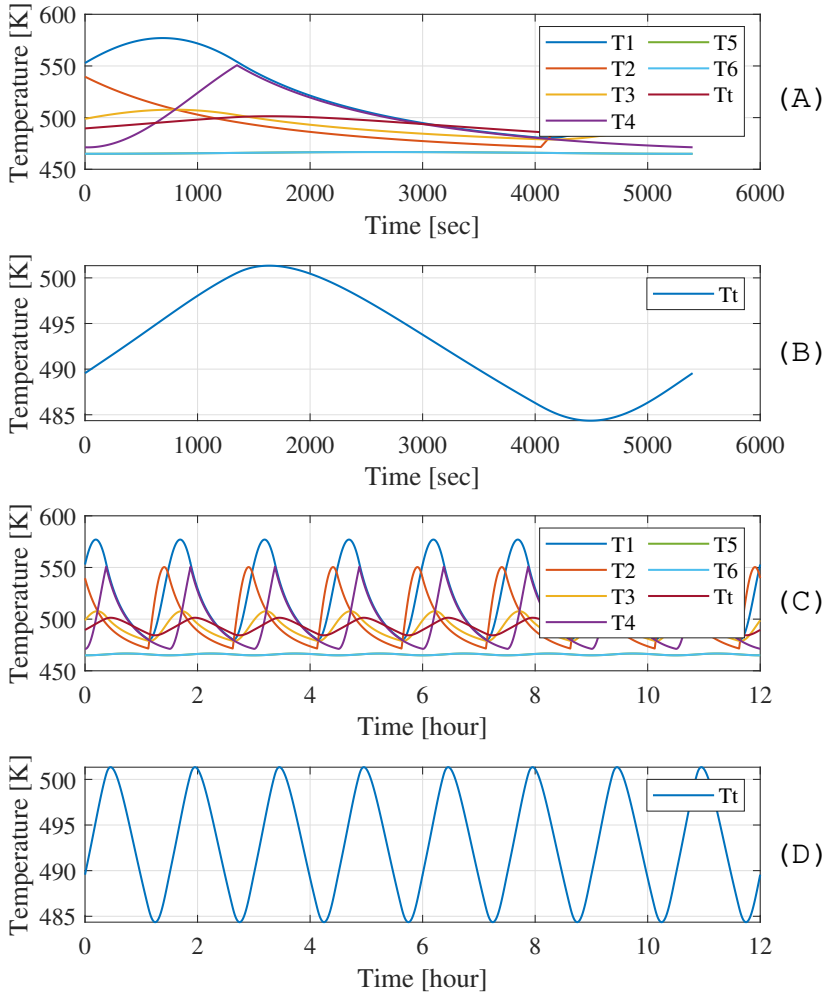 600
550
500
450
Temperature [K]
T1 T5
T2 T6
T3 Tt
T4
(A)
0 1000 2000 3000 4000 5000 6000
Time [sec]
500
495
490
485
Temperature [K]
Tt
(B)
0 1000 2000 3000 4000 5000 6000
Time [sec]
600
550
500
450
Temperature [K]
T1 T5
T2 T6
T3 Tt
T4
(C)
0 2 4 6 8 10 12
Time [hour]
500
495
490
485
Temperature [K]
Tt
(D)
0 2 4 6 8 10 12
Time [hour]